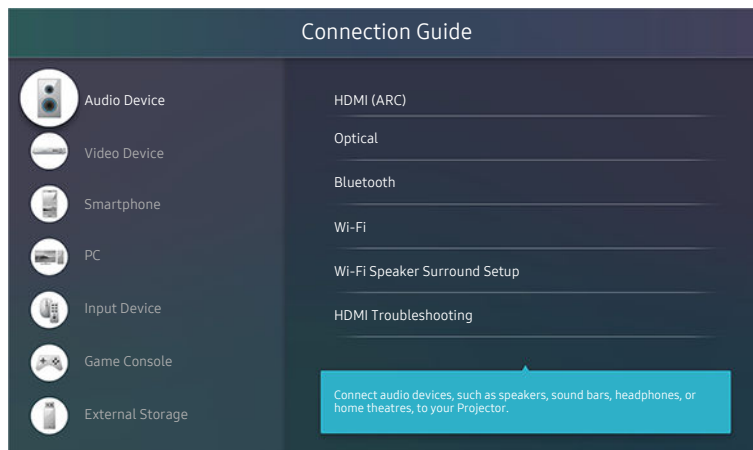 Connection Guide
Audio Device
Video Device
Smartphone
PC
Input Device
Game Console
External Storage
HDMI (ARC)
Optical
Bluetooth
Wi-Fi
Wi-Fi Speaker Surround Setup
HDMI Troubleshooting
Connect audio devices, such as speakers, sound bars, headphones, or
home theatres, to your Projector.